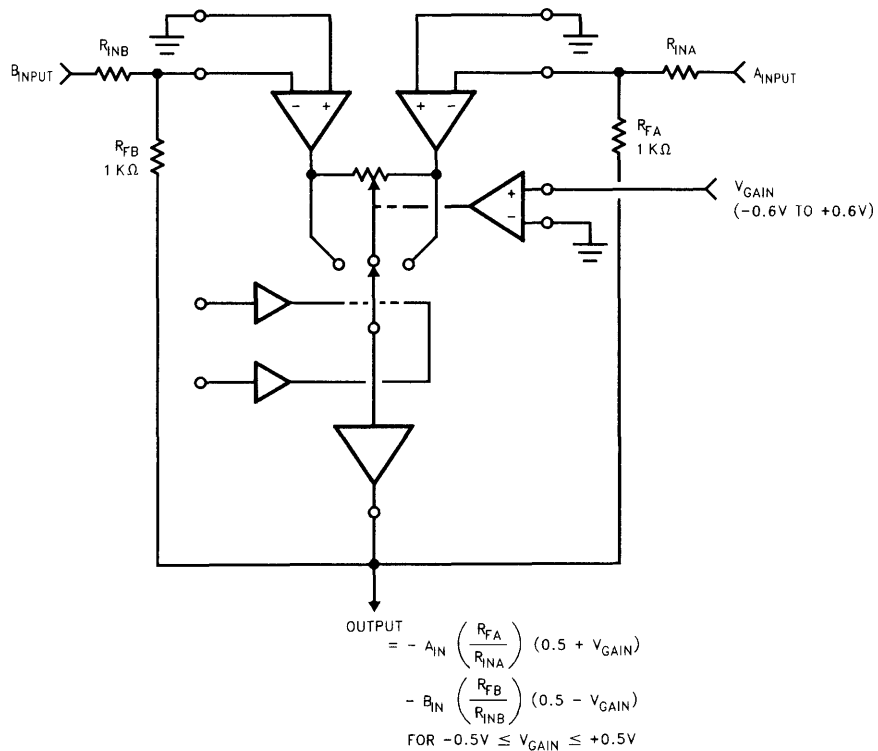 R_INB
B_INPUT
R_INA
A_INPUT
- +
+ -
R_FB
1 KΩ
R_FA
1 KΩ
+
-
V_GAIN
(-0.6V TO +0.6V)
OUTPUT
= - A_IN (R_FA / R_INA) (0.5 + V_GAIN)
- B_IN (R_FB / R_INB) (0.5 - V_GAIN)
FOR -0.5V ≤ V_GAIN ≤ +0.5V